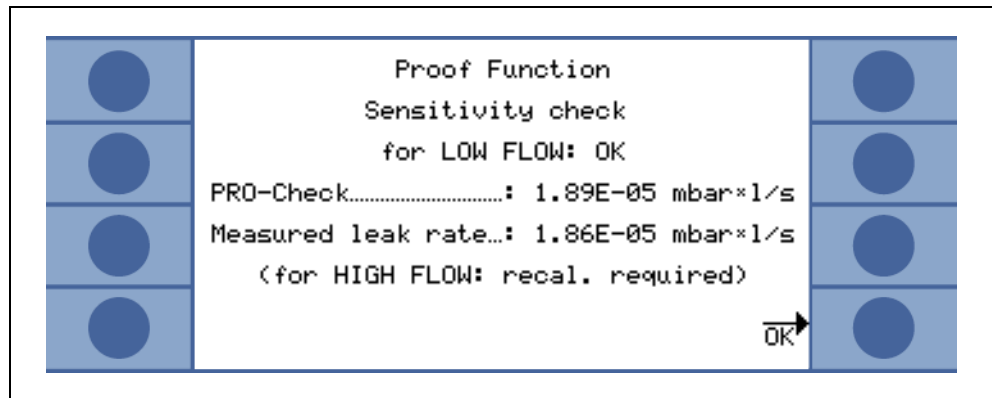 Proof Function
Sensitivity check
for LOW FLOW: OK
PRO-Check..............................: 1.89E-05 mbar*l/s
Measured leak rate...: 1.86E-05 mbar*l/s
(for HIGH FLOW: recal. required)
OK